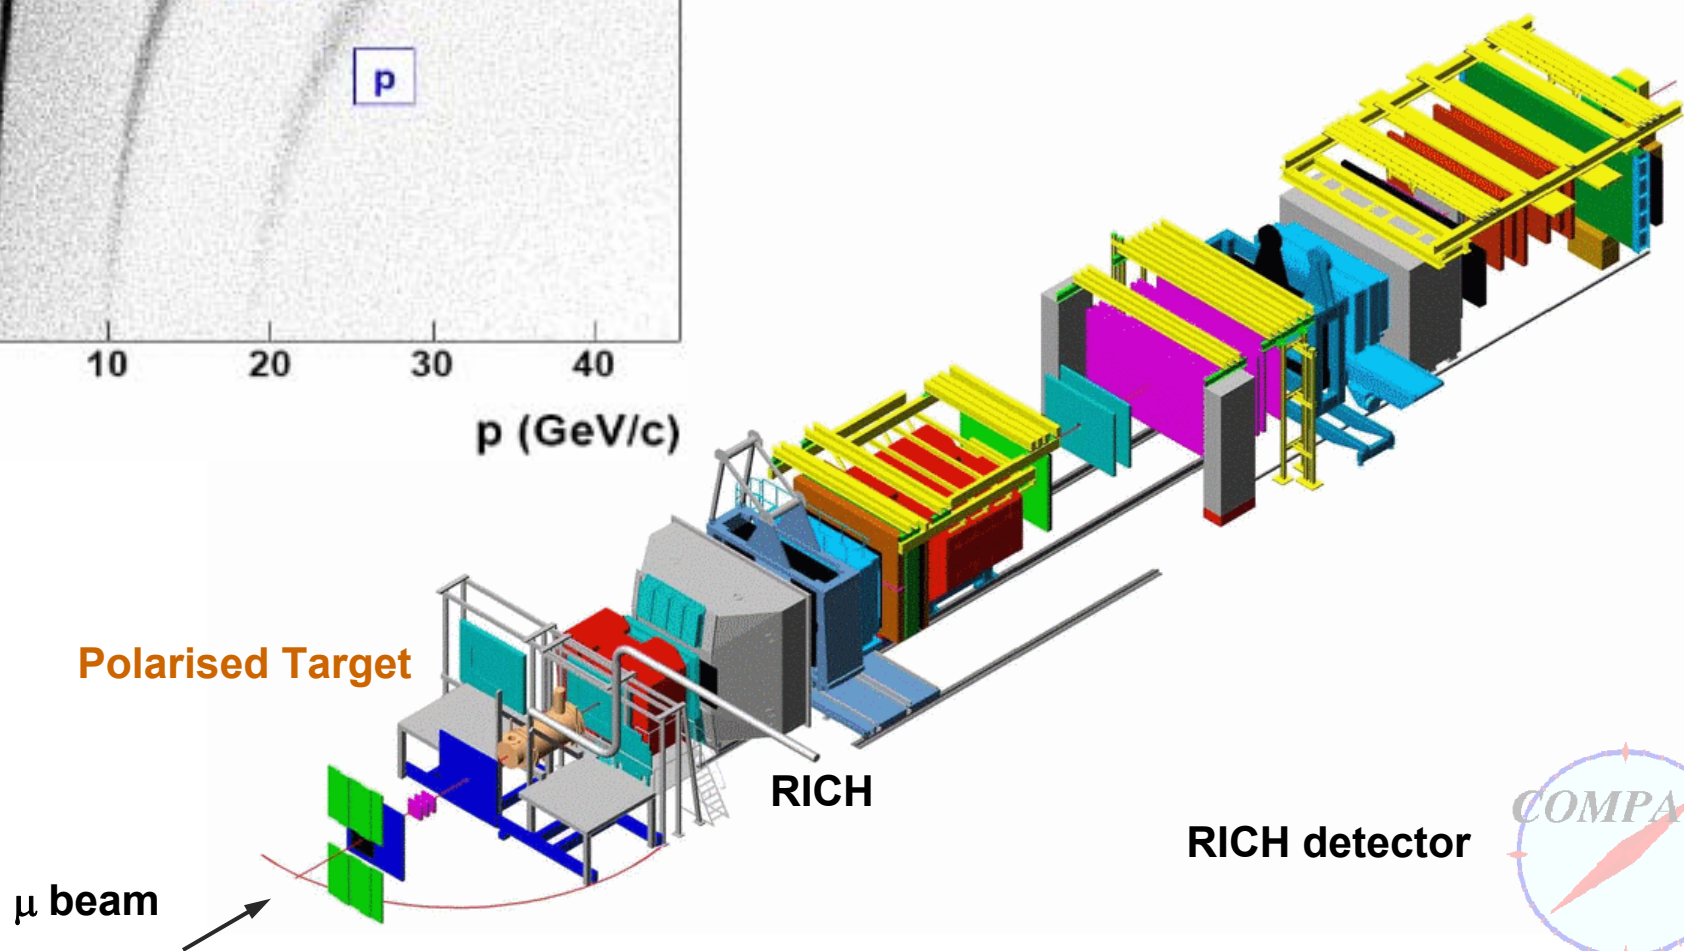 p
10 20 30 40
p (GeV/c)
Polarised Target
RICH
RICH detector
COMPA
μ beam